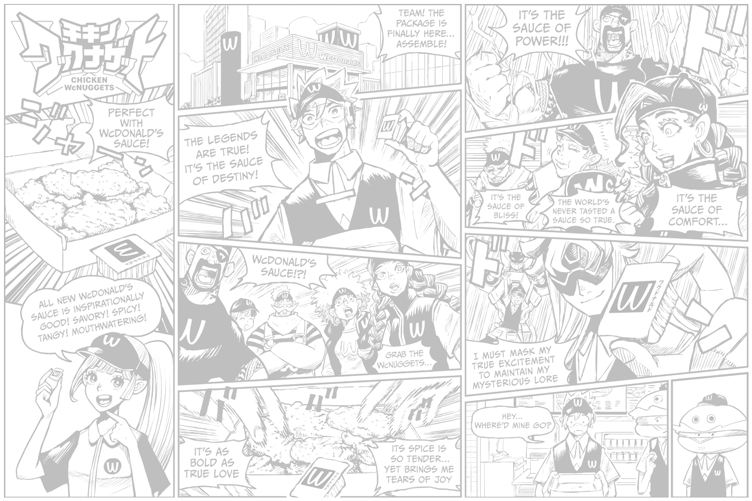 チキン
ワックナゲット
CHICKEN
WcNUGGETS
PERFECT
WITH
WcDONALD'S
SAUCE!
ALL NEW WcDONALD'S
SAUCE IS INSPIRATIONALLY
GOOD! SAVORY! SPICY!
TANGY! MOUTHWATERING!
W
TEAM! THE
PACKAGE IS
FINALLY HERE...
ASSEMBLE!
THE LEGENDS
ARE TRUE!
IT'S THE SAUCE
OF DESTINY!
WcDONALD'S
SAUCE!?!
GRAB THE
WcNUGGETS...
IT'S AS
BOLD AS
TRUE LOVE
ITS SPICE IS
SO TENDER...
YET BRINGS ME
TEARS OF JOY
IT'S THE
SAUCE OF
POWER!!!
ド
IT'S THE
SAUCE OF
BLISS!
THE WORLD'S
NEVER TASTED A
SAUCE SO TRUE.
IT'S THE
SAUCE OF
COMFORT...
ド
I MUST MASK MY
TRUE EXCITEMENT
TO MAINTAIN MY
MYSTERIOUS LORE
HEY...
WHERE'D MINE GO?